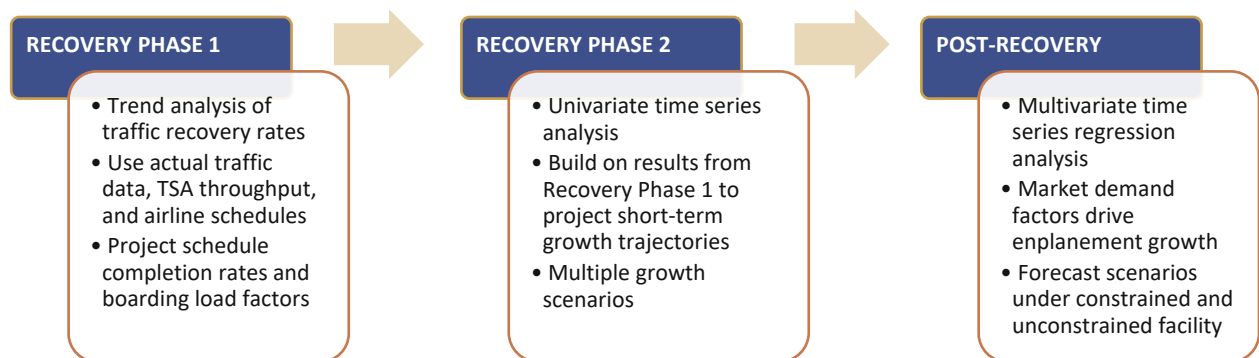 RECOVERY PHASE 1
• Trend analysis of
traffic recovery rates
• Use actual traffic
data, TSA throughput,
and airline schedules
• Project schedule
completion rates and
boarding load factors
RECOVERY PHASE 2
• Univariate time series
analysis
• Build on results from
Recovery Phase 1 to
project short-term
growth trajectories
• Multiple growth
scenarios
POST-RECOVERY
• Multivariate time
series regression
analysis
• Market demand
factors drive
enplanement growth
• Forecast scenarios
under constrained and
unconstrained facility